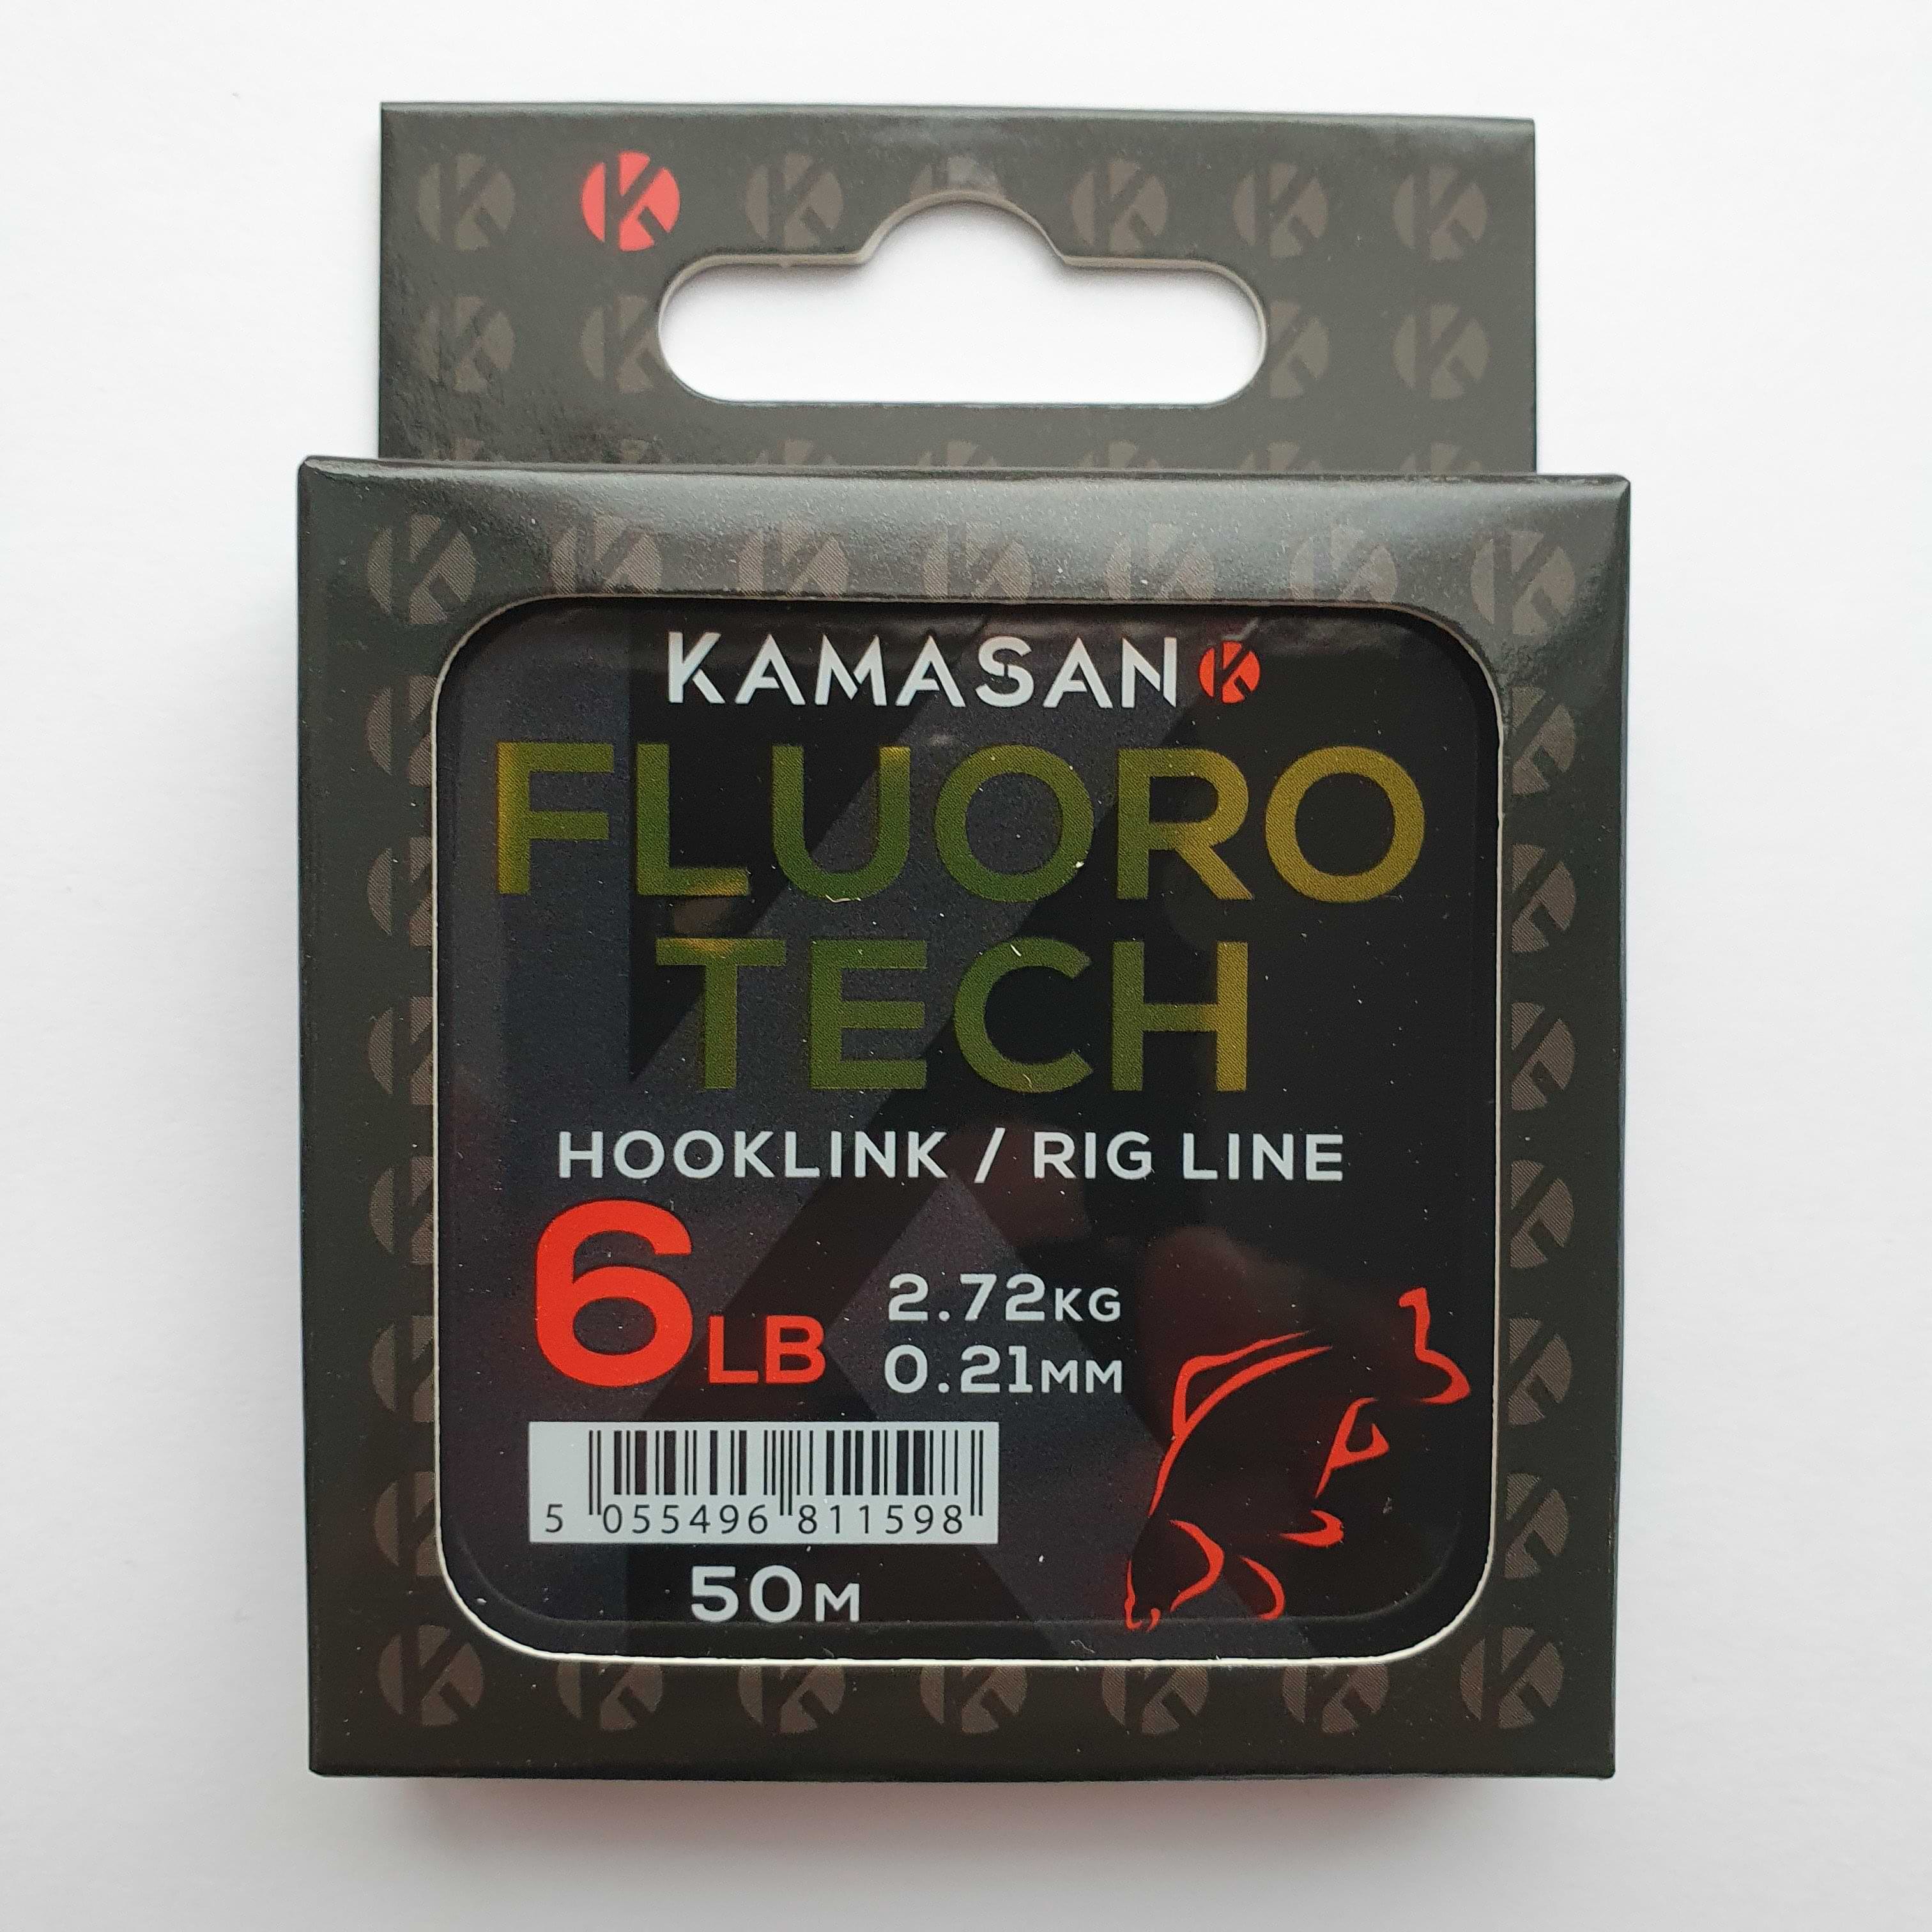 KAMASAN
FLUORO
TECH
HOOKLINK / RIG LINE
6LB
2.72KG
0.21MM
5 055496 811598
50M